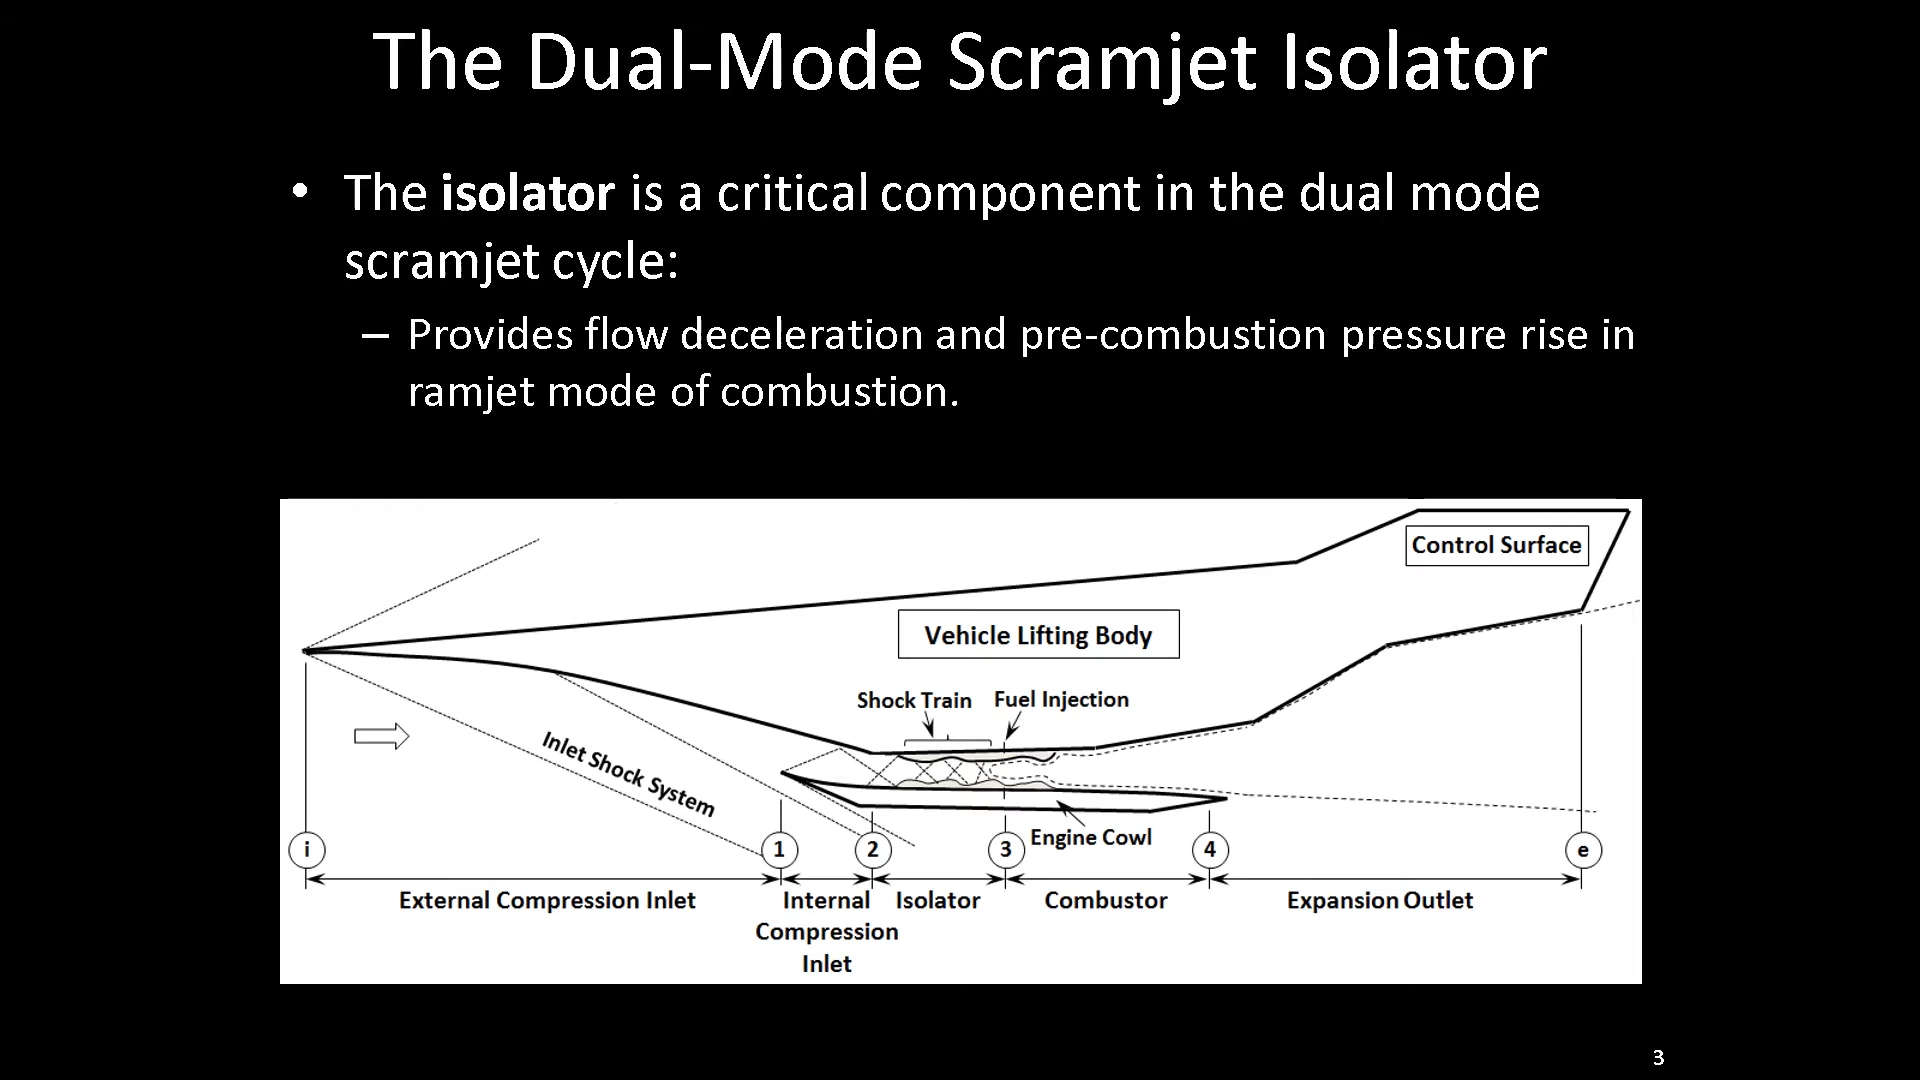 The Dual-Mode Scramjet Isolator
• The isolator is a critical component in the dual mode
scramjet cycle:
– Provides flow deceleration and pre-combustion pressure rise in
ramjet mode of combustion.
Control Surface
Vehicle Lifting Body
Shock Train
Fuel Injection
Inlet Shock System
Engine Cowl
i
1
2
3
4
e
External Compression Inlet
Internal
Compression
Inlet
Isolator
Combustor
Expansion Outlet
3